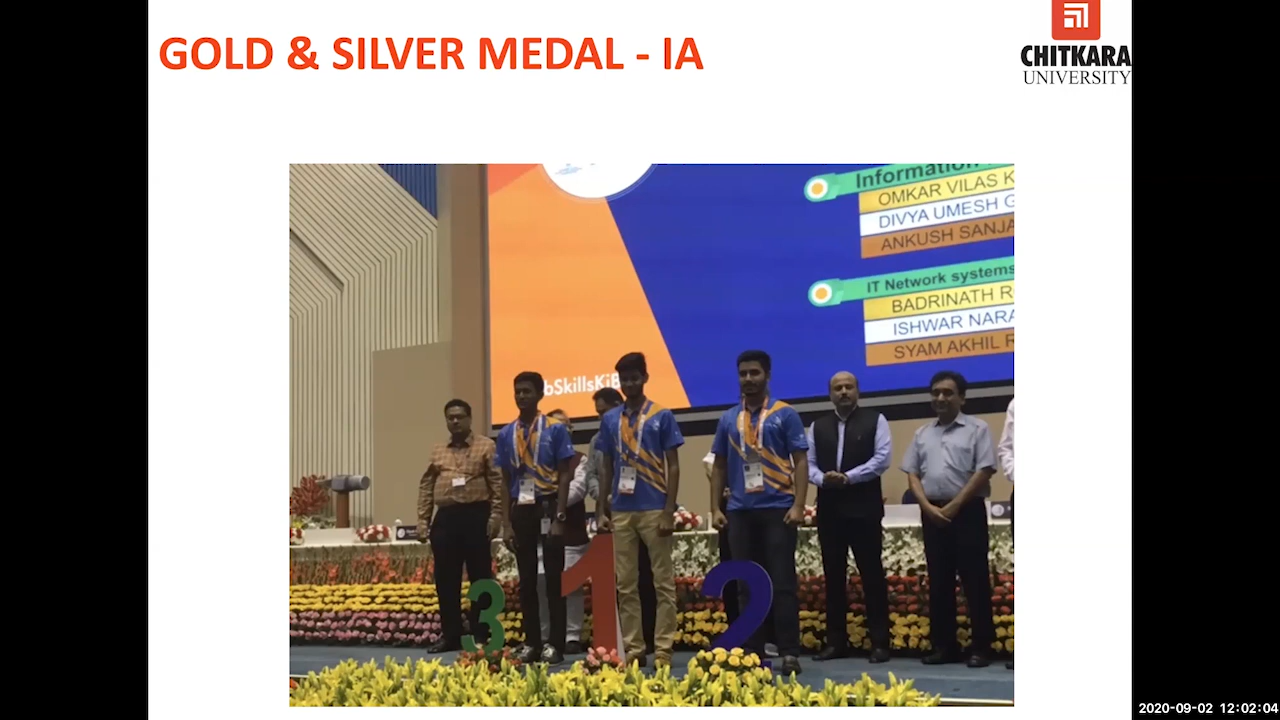 GOLD & SILVER MEDAL - IA
CHITKARA
UNIVERSITY
Information
OMKAR VILAS K
DIVYA UMESH G
ANKUSH SANJA
IT Network systems
BADRINATH R
ISHWAR NARA
SYAM AKHIL R
bSkillsKiB
3
1
2
2020-09-02 12:02:04